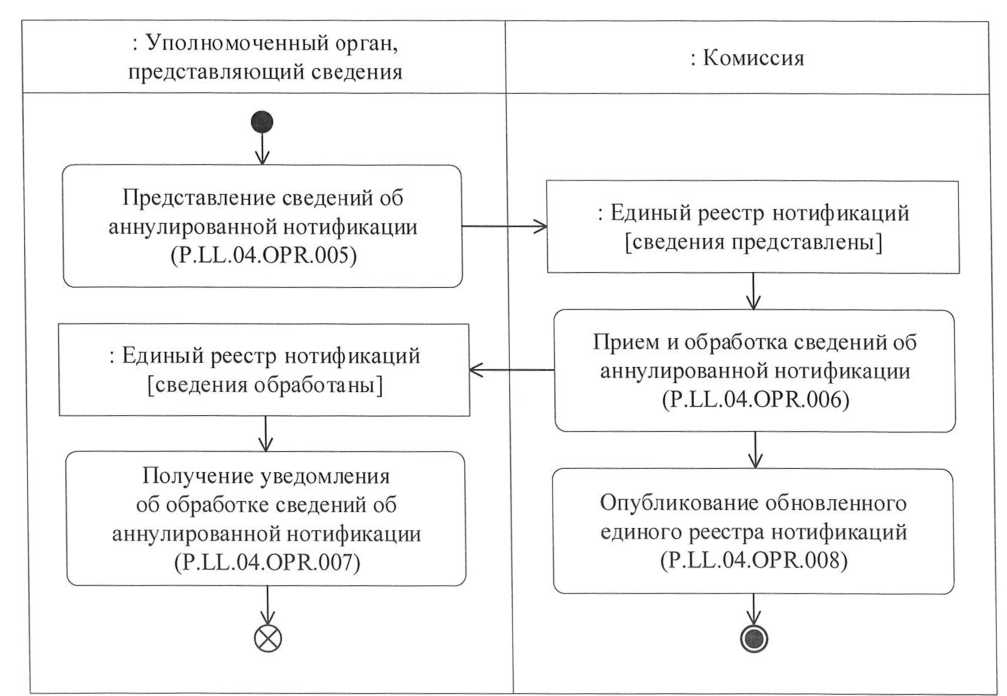 : Уполномоченный орган,
представляющий сведения
: Комиссия
Представление сведений об
аннулированной нотификации
(P.LL.04.OPR.005)
: Единый реестр нотификаций
[сведения представлены]
: Единый реестр нотификаций
[сведения обработаны]
Прием и обработка сведений об
аннулированной нотификации
(P.LL.04.OPR.006)
Получение уведомления
об обработке сведений об
аннулированной нотификации
(P.LL.04.OPR.007)
Опубликование обновленного
единого реестра нотификаций
(P.LL.04.OPR.008)